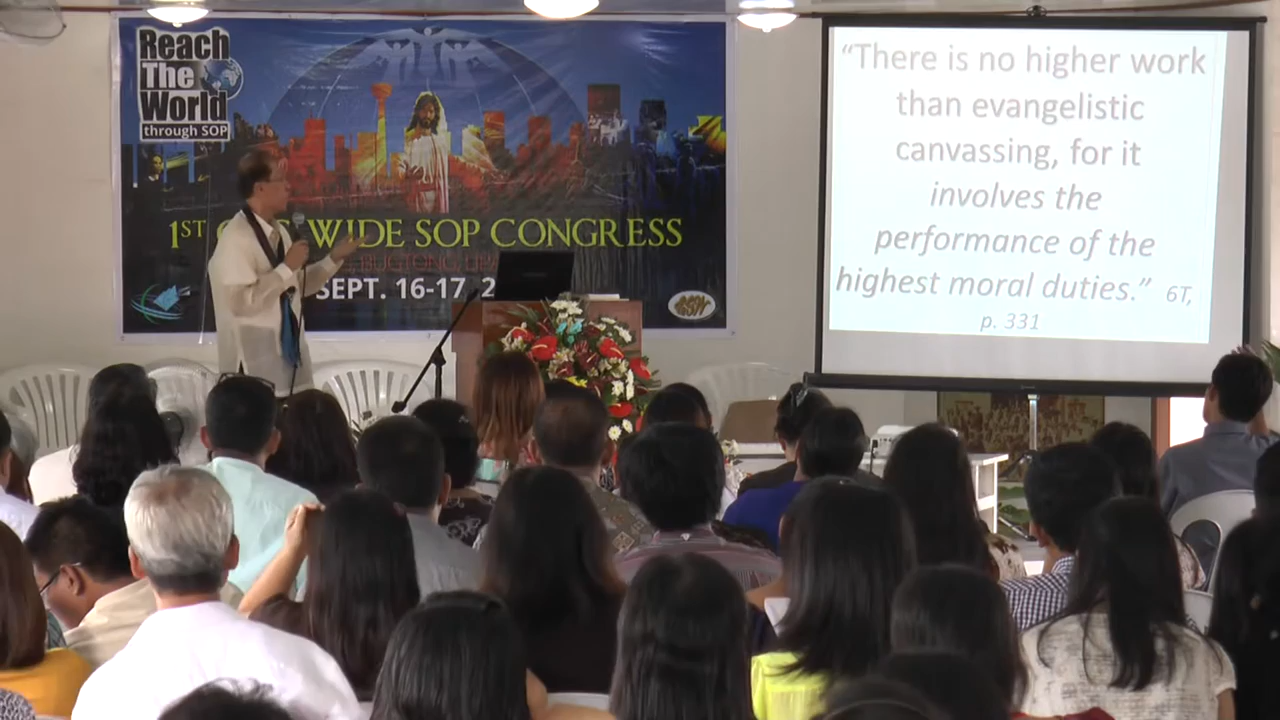 Reach
The
World
through SOP
1ST WIDE SOP CONGRESS
BUGTONG
SEPT. 16-17, 2
“There is no higher work
than evangelistic
canvassing, for it
involves the
performance of the
highest moral duties.” 6T,
p. 331